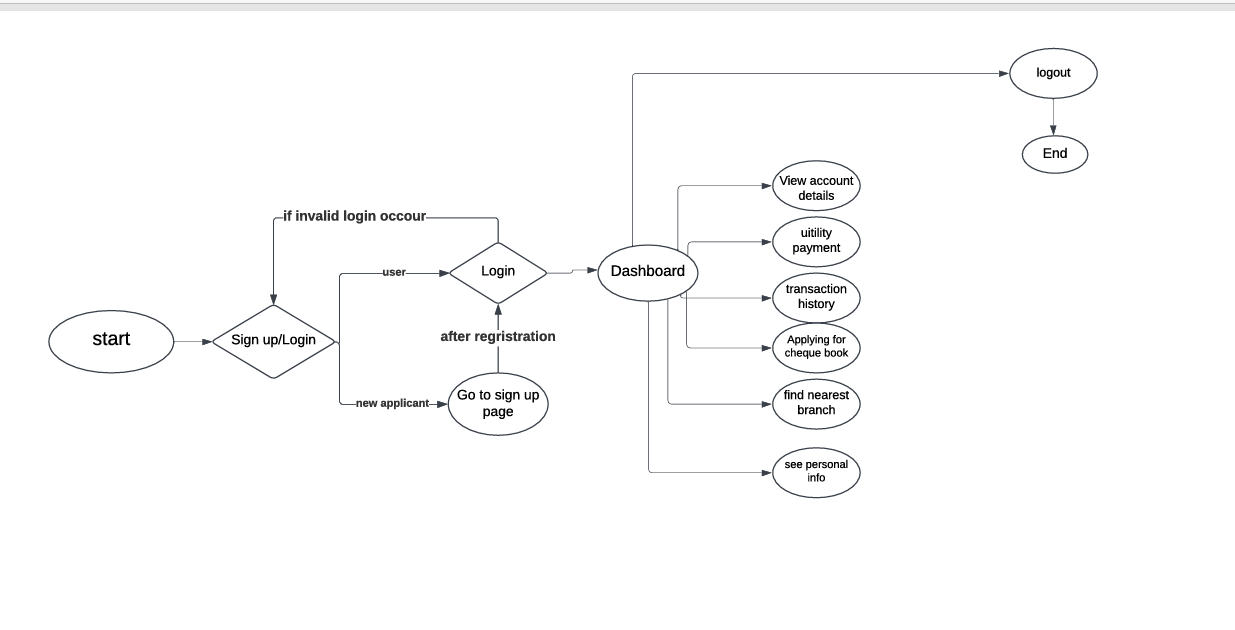 logout
End
View account
details
uitility
payment
if invalid login occour
user
Login
Dashboard
transaction
history
start
Sign up/Login
after regristration
Applying for
cheque book
new applicant
Go to sign up
page
find nearest
branch
see personal
info